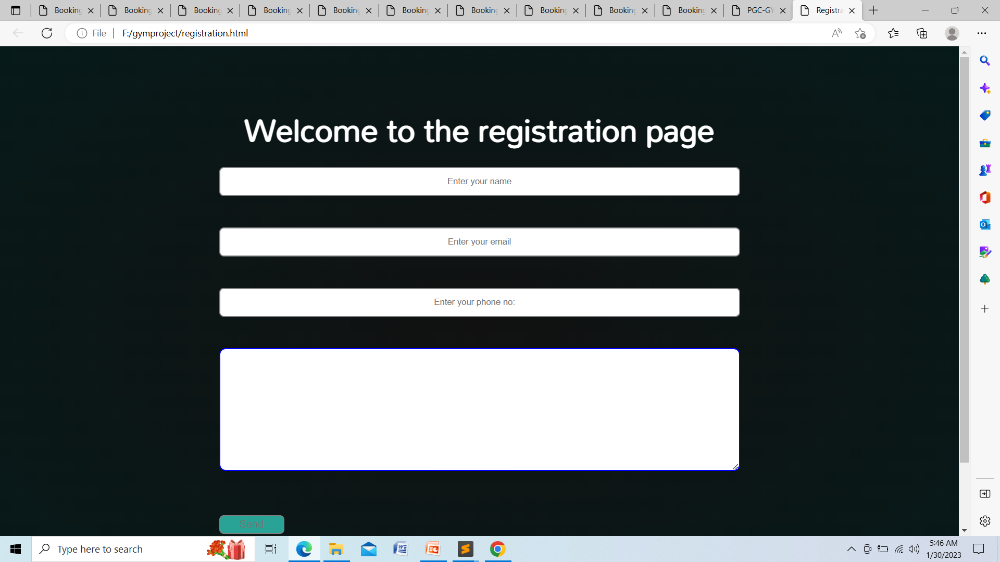 Booking
Booking
Booking
Booking
Booking
Booking
Booking
Booking
Booking
Booking
PGC-GY
Registra
File
F:/gymproject/registration.html
Welcome to the registration page
Enter your name
Enter your email
Enter your phone no:
Send
Type here to search
5:46 AM
1/30/2023